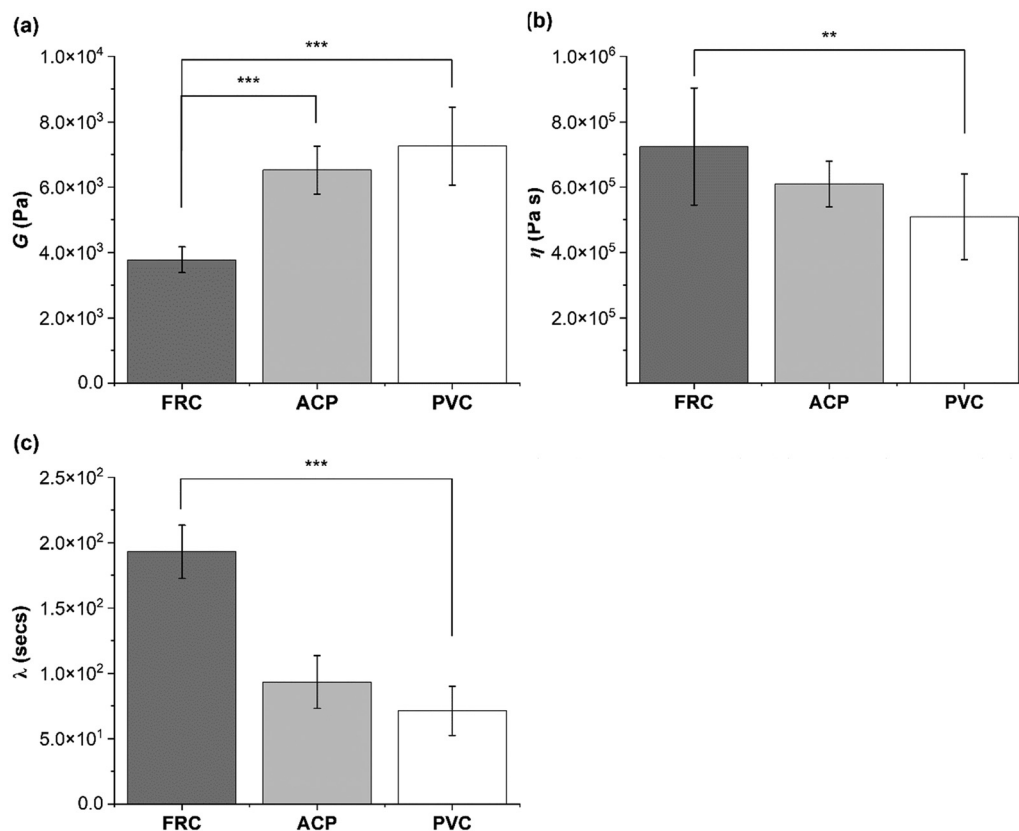 (a)
***
***
1.0×10⁴
8.0×10³
6.0×10³
4.0×10³
2.0×10³
0.0
G (Pa)
FRC ACP PVC
(b)
**
1.0×10⁶
8.0×10⁵
6.0×10⁵
4.0×10⁵
2.0×10⁵
η (Pa s)
FRC ACP PVC
(c)
***
2.5×10²
2.0×10²
1.5×10²
1.0×10²
5.0×10¹
0.0
λ (secs)
FRC ACP PVC